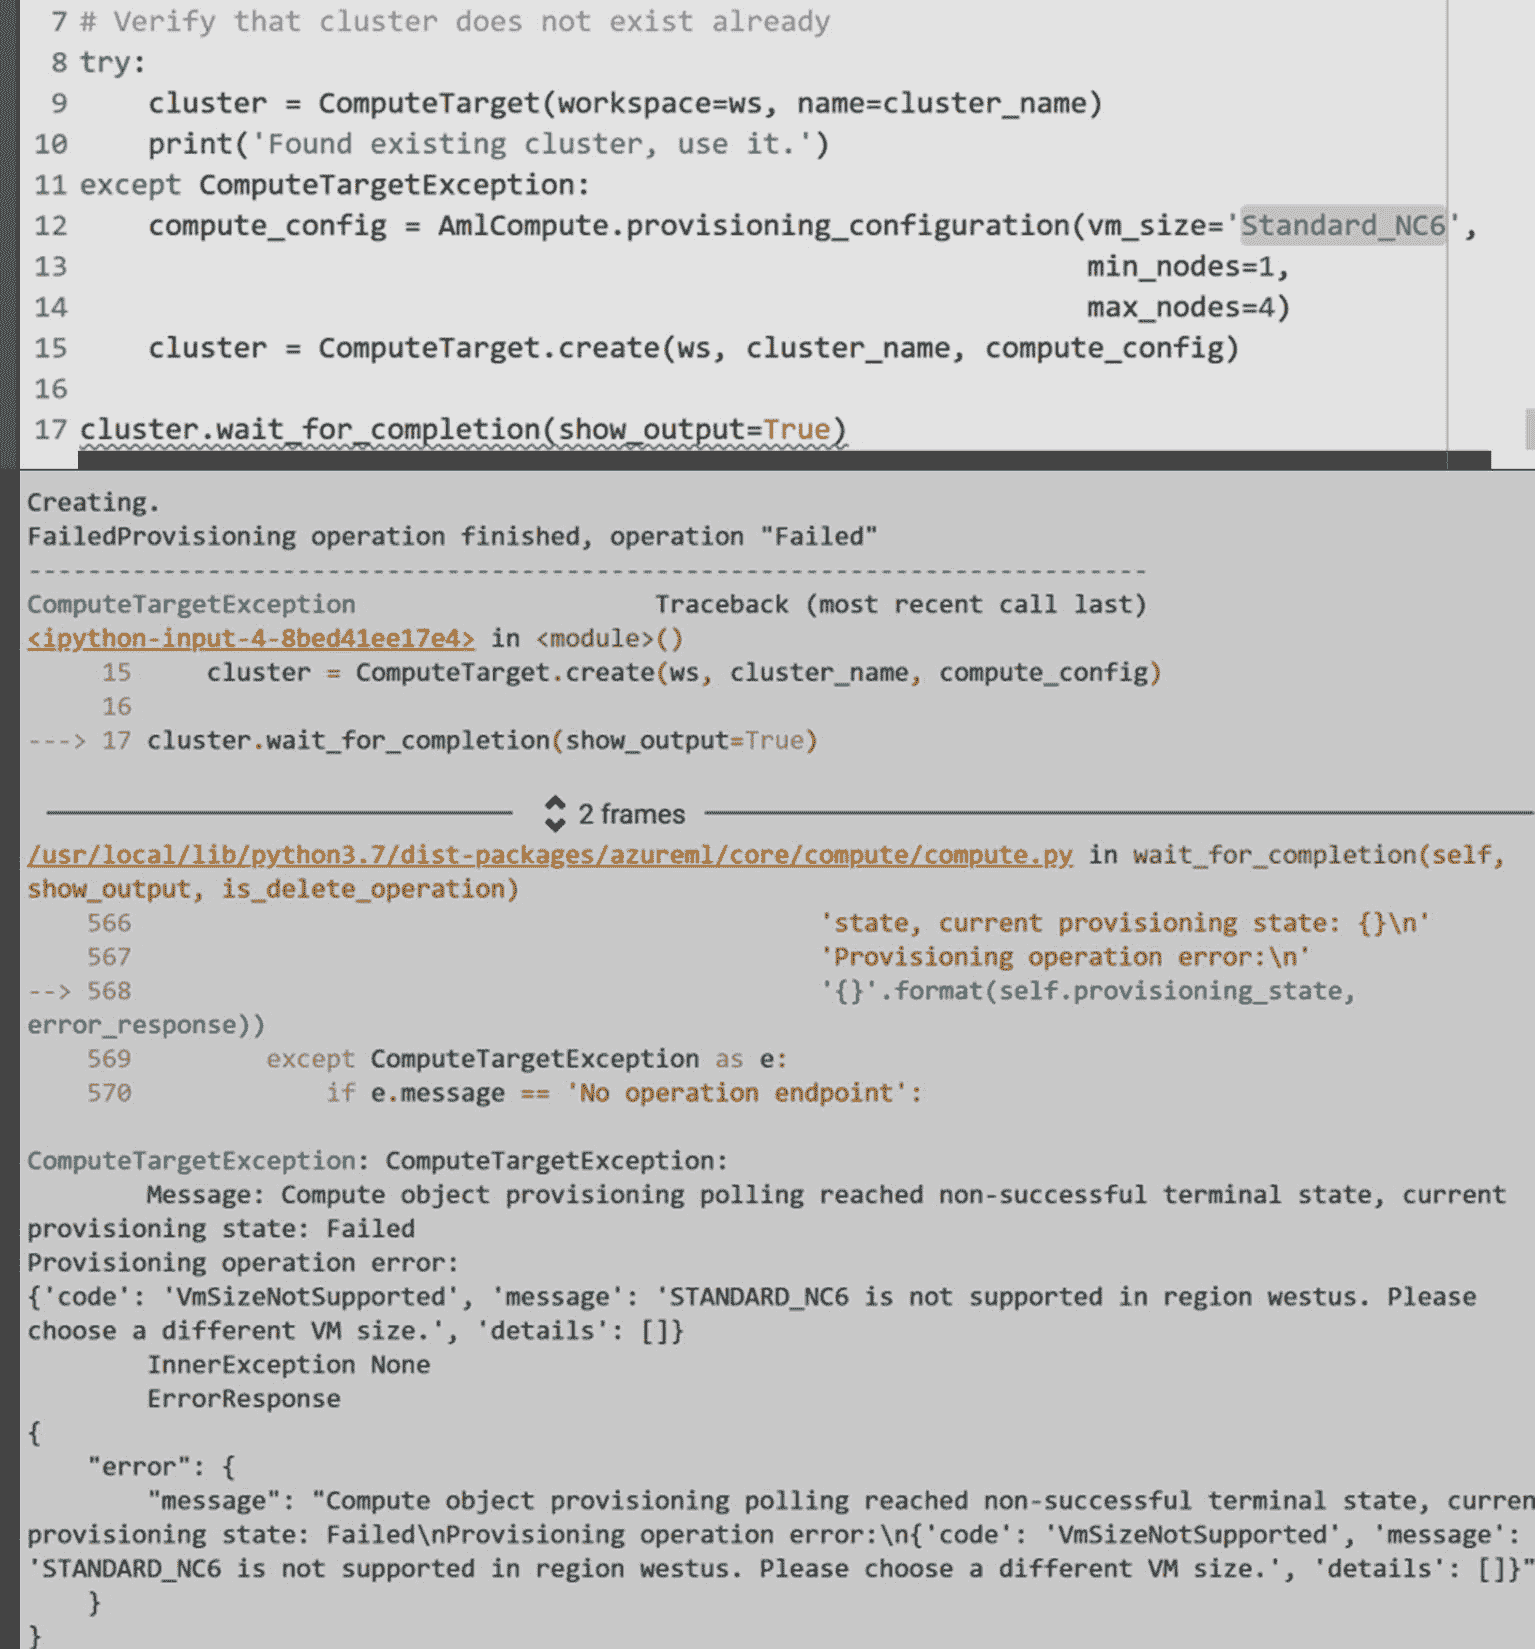 7 # Verify that cluster does not exist already
8 try:
9     cluster = ComputeTarget(workspace=ws, name=cluster_name)
10     print('Found existing cluster, use it.')
11 except ComputeTargetException:
12     compute_config = AmlCompute.provisioning_configuration(vm_size='Standard_NC6',
13                                                            min_nodes=1,
14                                                            max_nodes=4)
15     cluster = ComputeTarget.create(ws, cluster_name, compute_config)
16
17 cluster.wait_for_completion(show_output=True)
Creating.
FailedProvisioning operation finished, operation "Failed"
---------------------------------------------------------------------------
ComputeTargetException                    Traceback (most recent call last)
<ipython-input-4-8bed41ee17e4> in <module>()
     15     cluster = ComputeTarget.create(ws, cluster_name, compute_config)
     16
---> 17 cluster.wait_for_completion(show_output=True)
2 frames
/usr/local/lib/python3.7/dist-packages/azureml/core/compute/compute.py in wait_for_completion(self,
show_output, is_delete_operation)
    566                                              'state, current provisioning state: {}\n'
    567                                              'Provisioning operation error:\n'
--> 568                                              '{}'.format(self.provisioning_state,
error_response))
    569         except ComputeTargetException as e:
    570             if e.message == 'No operation endpoint':
ComputeTargetException: ComputeTargetException:
        Message: Compute object provisioning polling reached non-successful terminal state, current
provisioning state: Failed
Provisioning operation error:
{'code': 'VmSizeNotSupported', 'message': 'STANDARD_NC6 is not supported in region westus. Please
choose a different VM size.', 'details': []}
        InnerException None
        ErrorResponse
{
    "error": {
        "message": "Compute object provisioning polling reached non-successful terminal state, curren
provisioning state: Failed\nProvisioning operation error:\n{'code': 'VmSizeNotSupported', 'message':
'STANDARD_NC6 is not supported in region westus. Please choose a different VM size.', 'details': []}"
    }
}